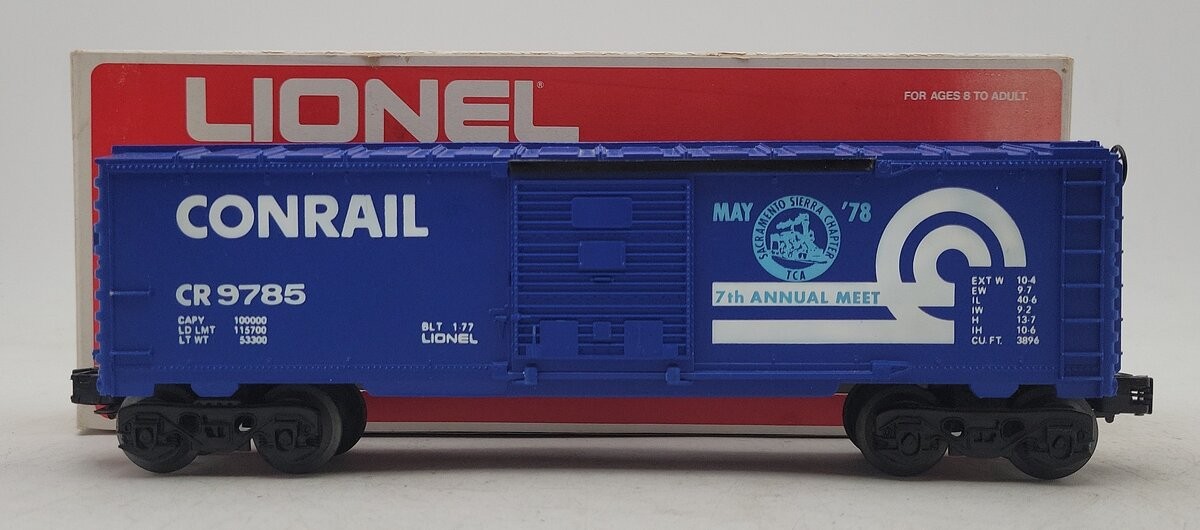 LIONEL®
FOR AGES 8 TO ADULT.
CONRAIL
CR 9785
CAPY 100000
LD LMT 115700
LT WT 53300
BLT 1-77
LIONEL
MAY '78
SACRAMENTO SIERRA CHAPTER
TCA
7th ANNUAL MEET
EXT W 10-4
EW 9-7
IL 40-6
IW 9-2
H 13-7
IH 10-6
CU. FT. 3896